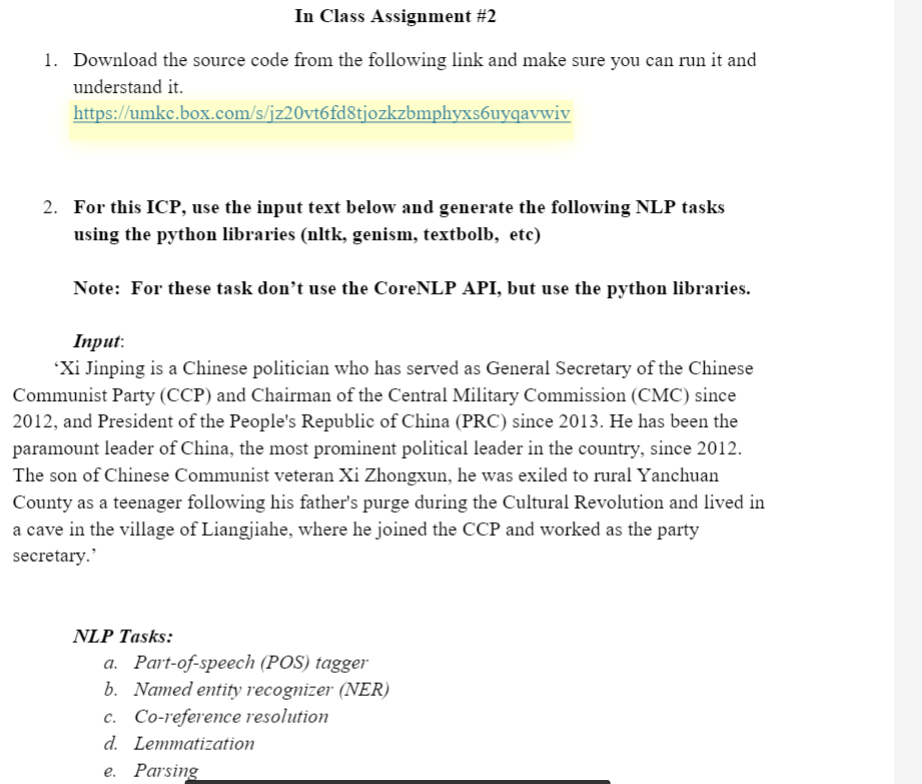 In Class Assignment #2
1. Download the source code from the following link and make sure you can run it and
understand it.
https://umkc.box.com/s/jz20vt6fd8tjozkzbmphyxs6uyqavwiv
2. For this ICP, use the input text below and generate the following NLP tasks
using the python libraries (nltk, genism, textbolb, etc)
Note: For these task don’t use the CoreNLP API, but use the python libraries.
Input:
‘Xi Jinping is a Chinese politician who has served as General Secretary of the Chinese
Communist Party (CCP) and Chairman of the Central Military Commission (CMC) since
2012, and President of the People's Republic of China (PRC) since 2013. He has been the
paramount leader of China, the most prominent political leader in the country, since 2012.
The son of Chinese Communist veteran Xi Zhongxun, he was exiled to rural Yanchuan
County as a teenager following his father's purge during the Cultural Revolution and lived in
a cave in the village of Liangjiahe, where he joined the CCP and worked as the party
secretary.’
NLP Tasks:
a. Part-of-speech (POS) tagger
b. Named entity recognizer (NER)
c. Co-reference resolution
d. Lemmatization
e. Parsing